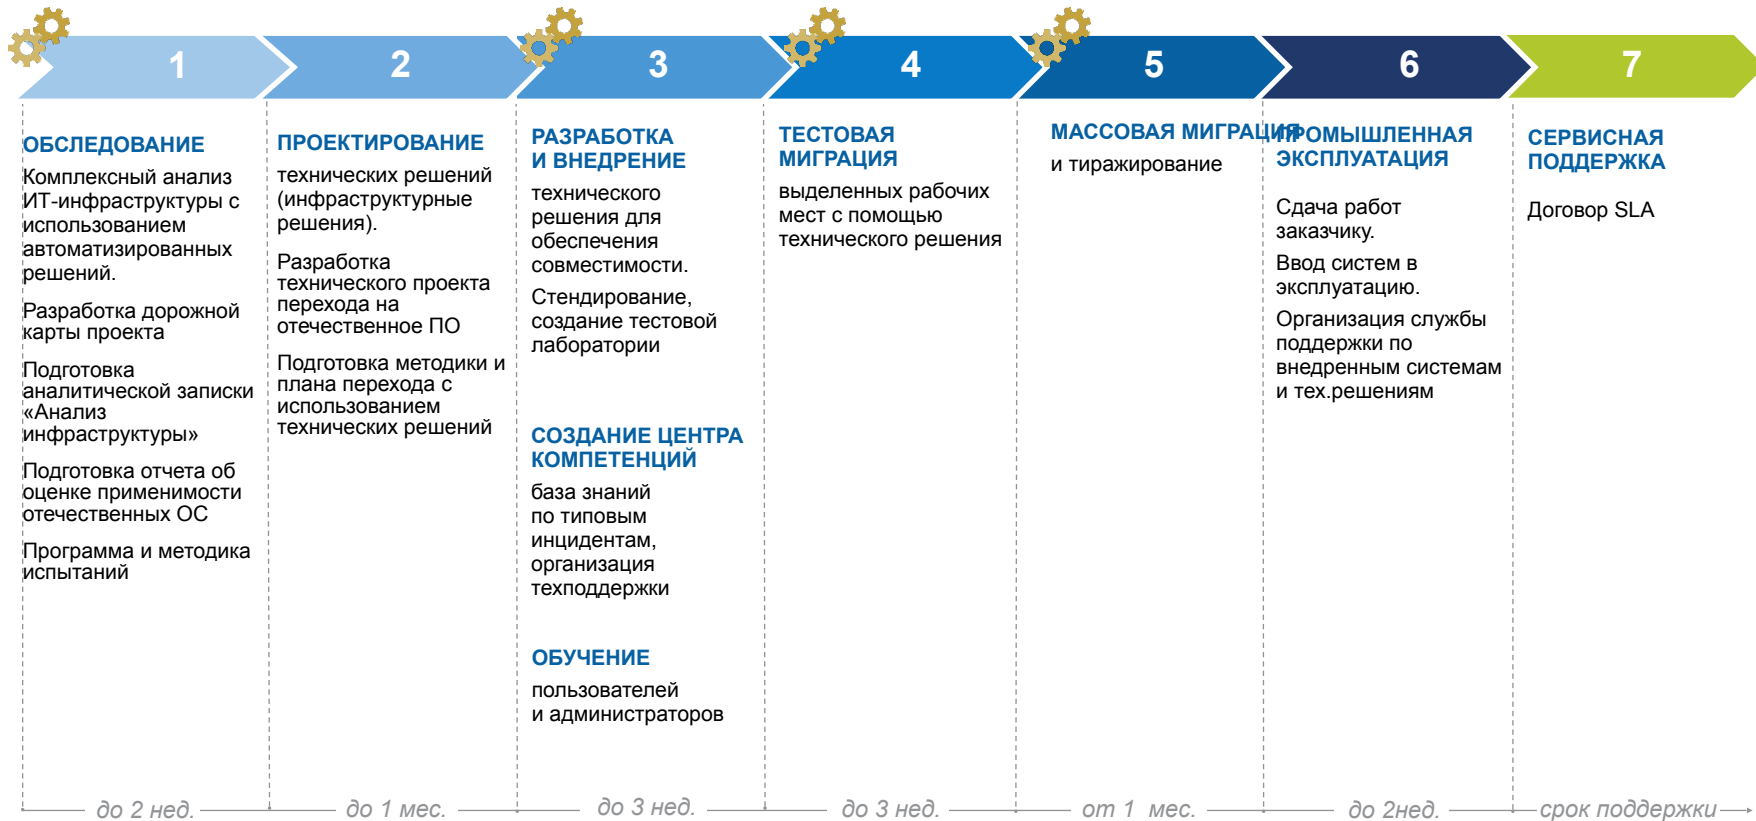 1
2
3
4
5
6
7
ОБСЛЕДОВАНИЕ
Комплексный анализ
ИТ-инфраструктуры с
использованием
автоматизированных
решений.
Разработка дорожной
карты проекта
Подготовка
аналитической записки
«Анализ
инфраструктуры»
Подготовка отчета об
оценке применимости
отечественных ОС
Программа и методика
испытаний
ПРОЕКТИРОВАНИЕ
технических решений
(инфраструктурные
решения).
Разработка
технического проекта
перехода на
отечественное ПО
Подготовка методики и
плана перехода с
использованием
технических решений
РАЗРАБОТКА
И ВНЕДРЕНИЕ
технического
решения для
обеспечения
совместимости.
Стендирование,
создание тестовой
лаборатории
СОЗДАНИЕ ЦЕНТРА
КОМПЕТЕНЦИЙ
база знаний
по типовым
инцидентам,
организация
техподдержки
ОБУЧЕНИЕ
пользователей
и администраторов
ТЕСТОВАЯ
МИГРАЦИЯ
выделенных рабочих
мест с помощью
технического решения
МАССОВАЯ МИГРАЦИЯ
и тиражирование
ПРОМЫШЛЕННАЯ
ЭКСПЛУАТАЦИЯ
Сдача работ
заказчику.
Ввод систем в
эксплуатацию.
Организация службы
поддержки по
внедренным системам
и тех.решениям
СЕРВИСНАЯ
ПОДДЕРЖКА
Договор SLA
до 2 нед.
до 1 мес.
до 3 нед.
до 3 нед.
от 1 мес.
до 2нед.
срок поддержки